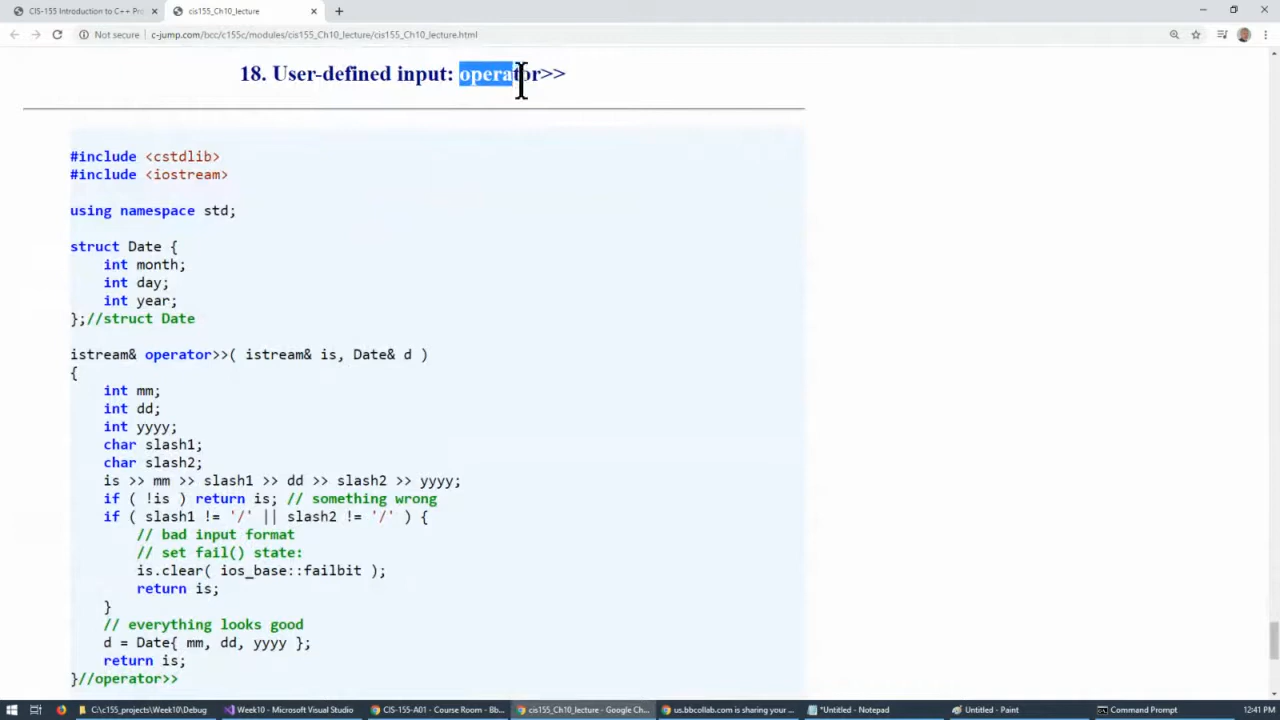 CIS-155 Introduction to C++ Pro
cis155_Ch10_lecture
Not secure
c-jump.com/bcc/c155c/modules/cis155_Ch10_lecture/cis155_Ch10_lecture.html
18. User-defined input: operator>>
#include <cstdlib>
#include <iostream>
using namespace std;
struct Date {
int month;
int day;
int year;
};//struct Date
istream& operator>>( istream& is, Date& d )
{
int mm;
int dd;
int yyyy;
char slash1;
char slash2;
is >> mm >> slash1 >> dd >> slash2 >> yyyy;
if ( !is ) return is; // something wrong
if ( slash1 != '/' || slash2 != '/' ) {
// bad input format
// set fail() state:
is.clear( ios_base::failbit );
return is;
}
// everything looks good
d = Date{ mm, dd, yyyy };
return is;
}//operator>>
C:\c155_projects\Week10\Debug
Week10 - Microsoft Visual Studio
CIS-155-A01 - Course Room - Bb...
cis155_Ch10_lecture - Google Ch...
us.bbcollab.com is sharing your ...
*Untitled - Notepad
Untitled - Paint
Command Prompt
12:41 PM